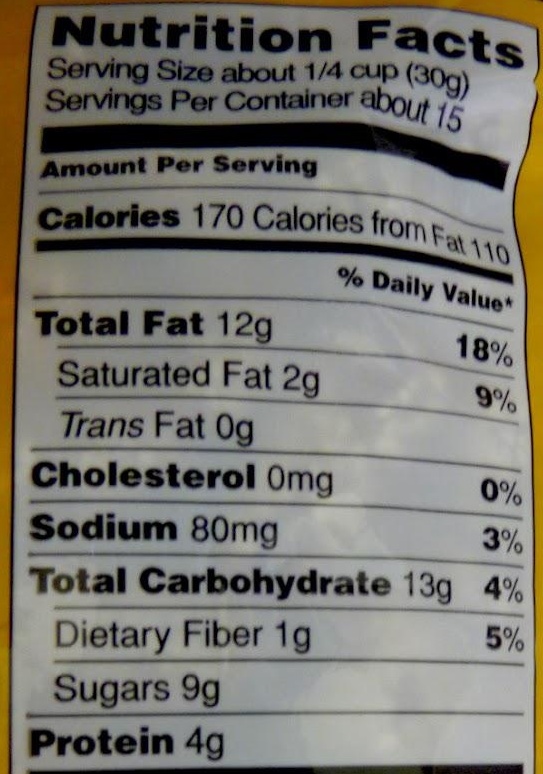 Nutrition Facts
Serving Size about 1/4 cup (30g)
Servings Per Container about 15
Amount Per Serving
Calories 170 Calories from Fat 110
% Daily Value*
Total Fat 12g 18%
Saturated Fat 2g 9%
Trans Fat 0g
Cholesterol 0mg 0%
Sodium 80mg 3%
Total Carbohydrate 13g 4%
Dietary Fiber 1g 5%
Sugars 9g
Protein 4g